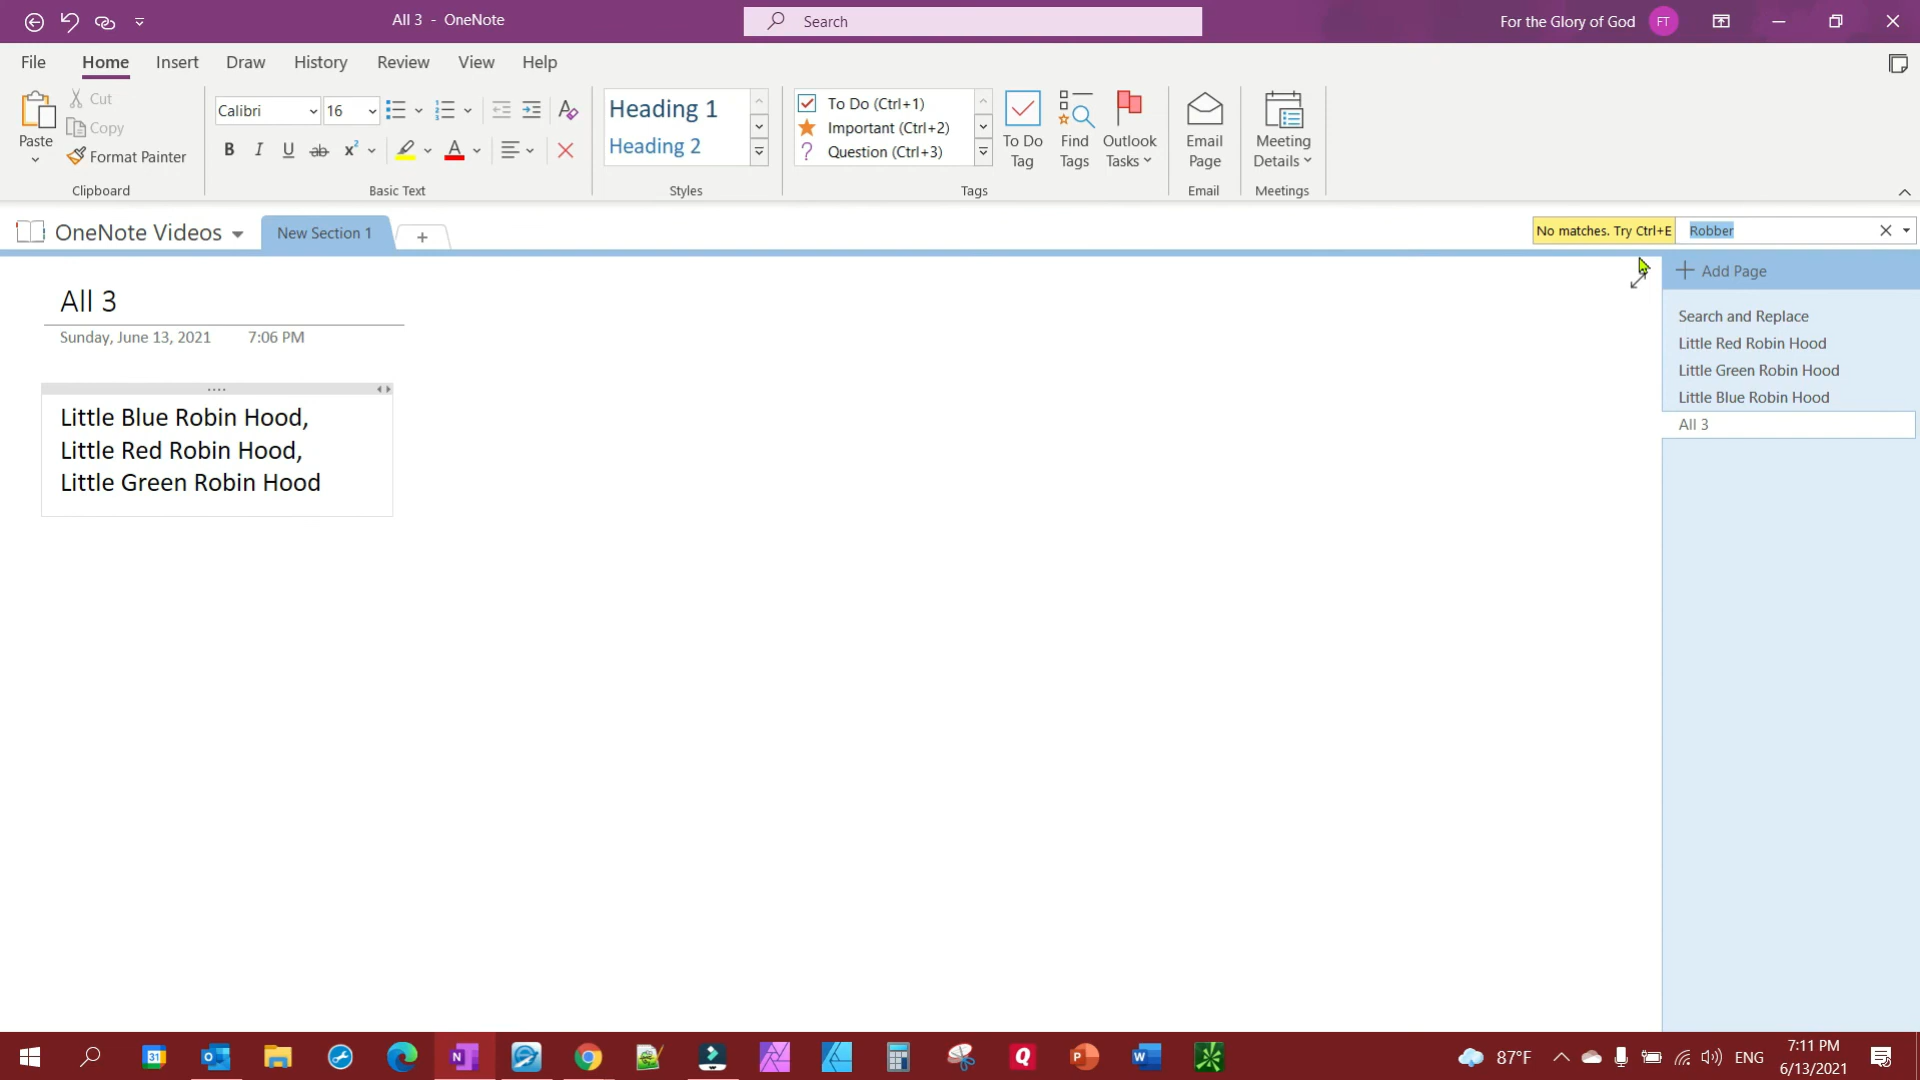 All 3 - OneNote
Search
For the Glory of God
FT
File Home Insert Draw History Review View Help
Paste
Cut
Copy
Format Painter
Clipboard
Calibri 16
B I U ab x² A
Basic Text
Heading 1
Heading 2
Styles
To Do (Ctrl+1)
Important (Ctrl+2)
Question (Ctrl+3)
To Do Tag
Find Tags
Outlook Tasks
Tags
Email Page
Email
Meeting Details
Meetings
OneNote Videos
New Section 1
No matches. Try Ctrl+E
Robber
Add Page
Search and Replace
Little Red Robin Hood
Little Green Robin Hood
Little Blue Robin Hood
All 3
All 3
Sunday, June 13, 2021 7:06 PM
Little Blue Robin Hood,
Little Red Robin Hood,
Little Green Robin Hood
31
N
Q
P
W
87°F
ENG
7:11 PM
6/13/2021